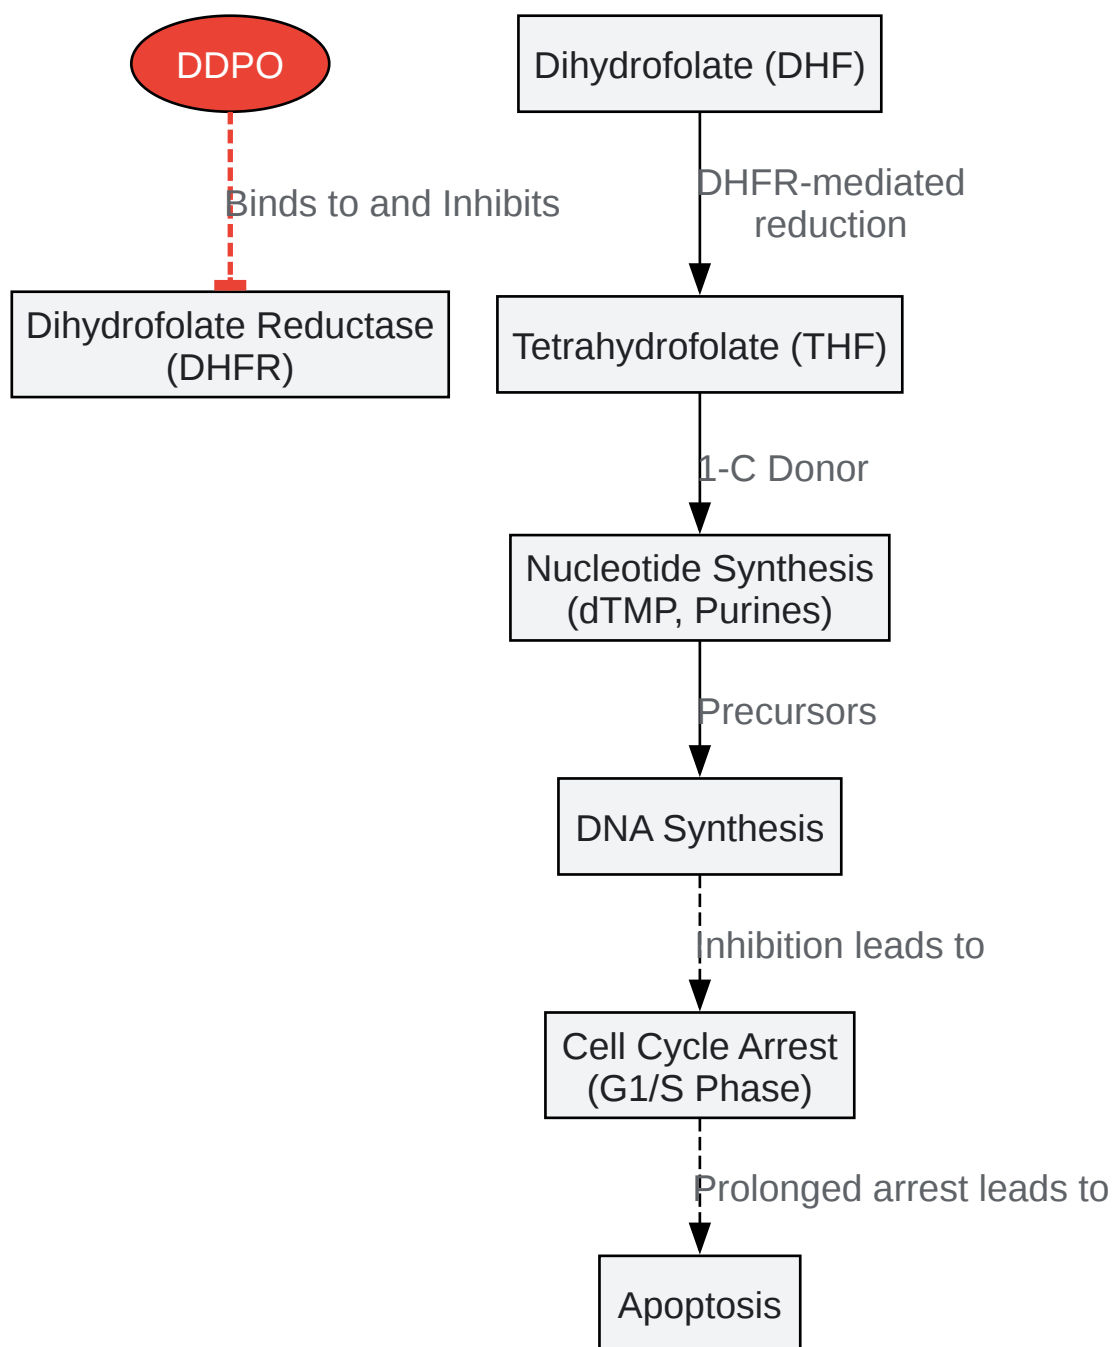 DDPO
Binds to and Inhibits
Dihydrofolate Reductase
(DHFR)
Dihydrofolate (DHF)
DHFR-mediated
reduction
Tetrahydrofolate (THF)
1-C Donor
Nucleotide Synthesis
(dTMP, Purines)
Precursors
DNA Synthesis
Inhibition leads to
Cell Cycle Arrest
(G1/S Phase)
Prolonged arrest leads to
Apoptosis